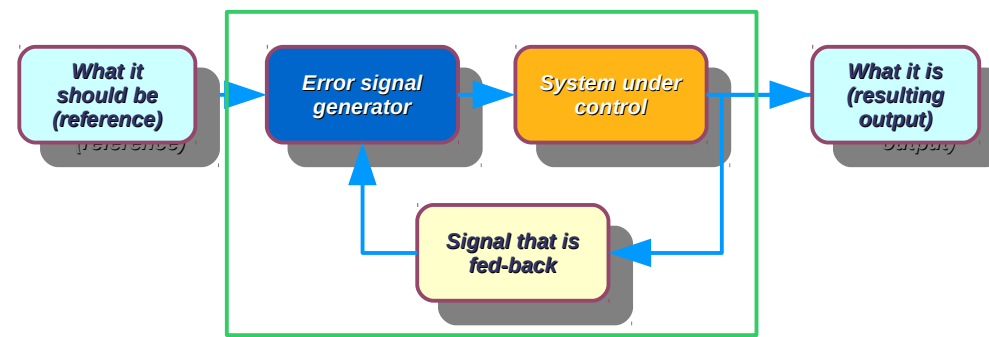 What it
should be
(reference)
Error signal
generator
System under
control
What it is
(resulting
output)
Signal that is
fed-back